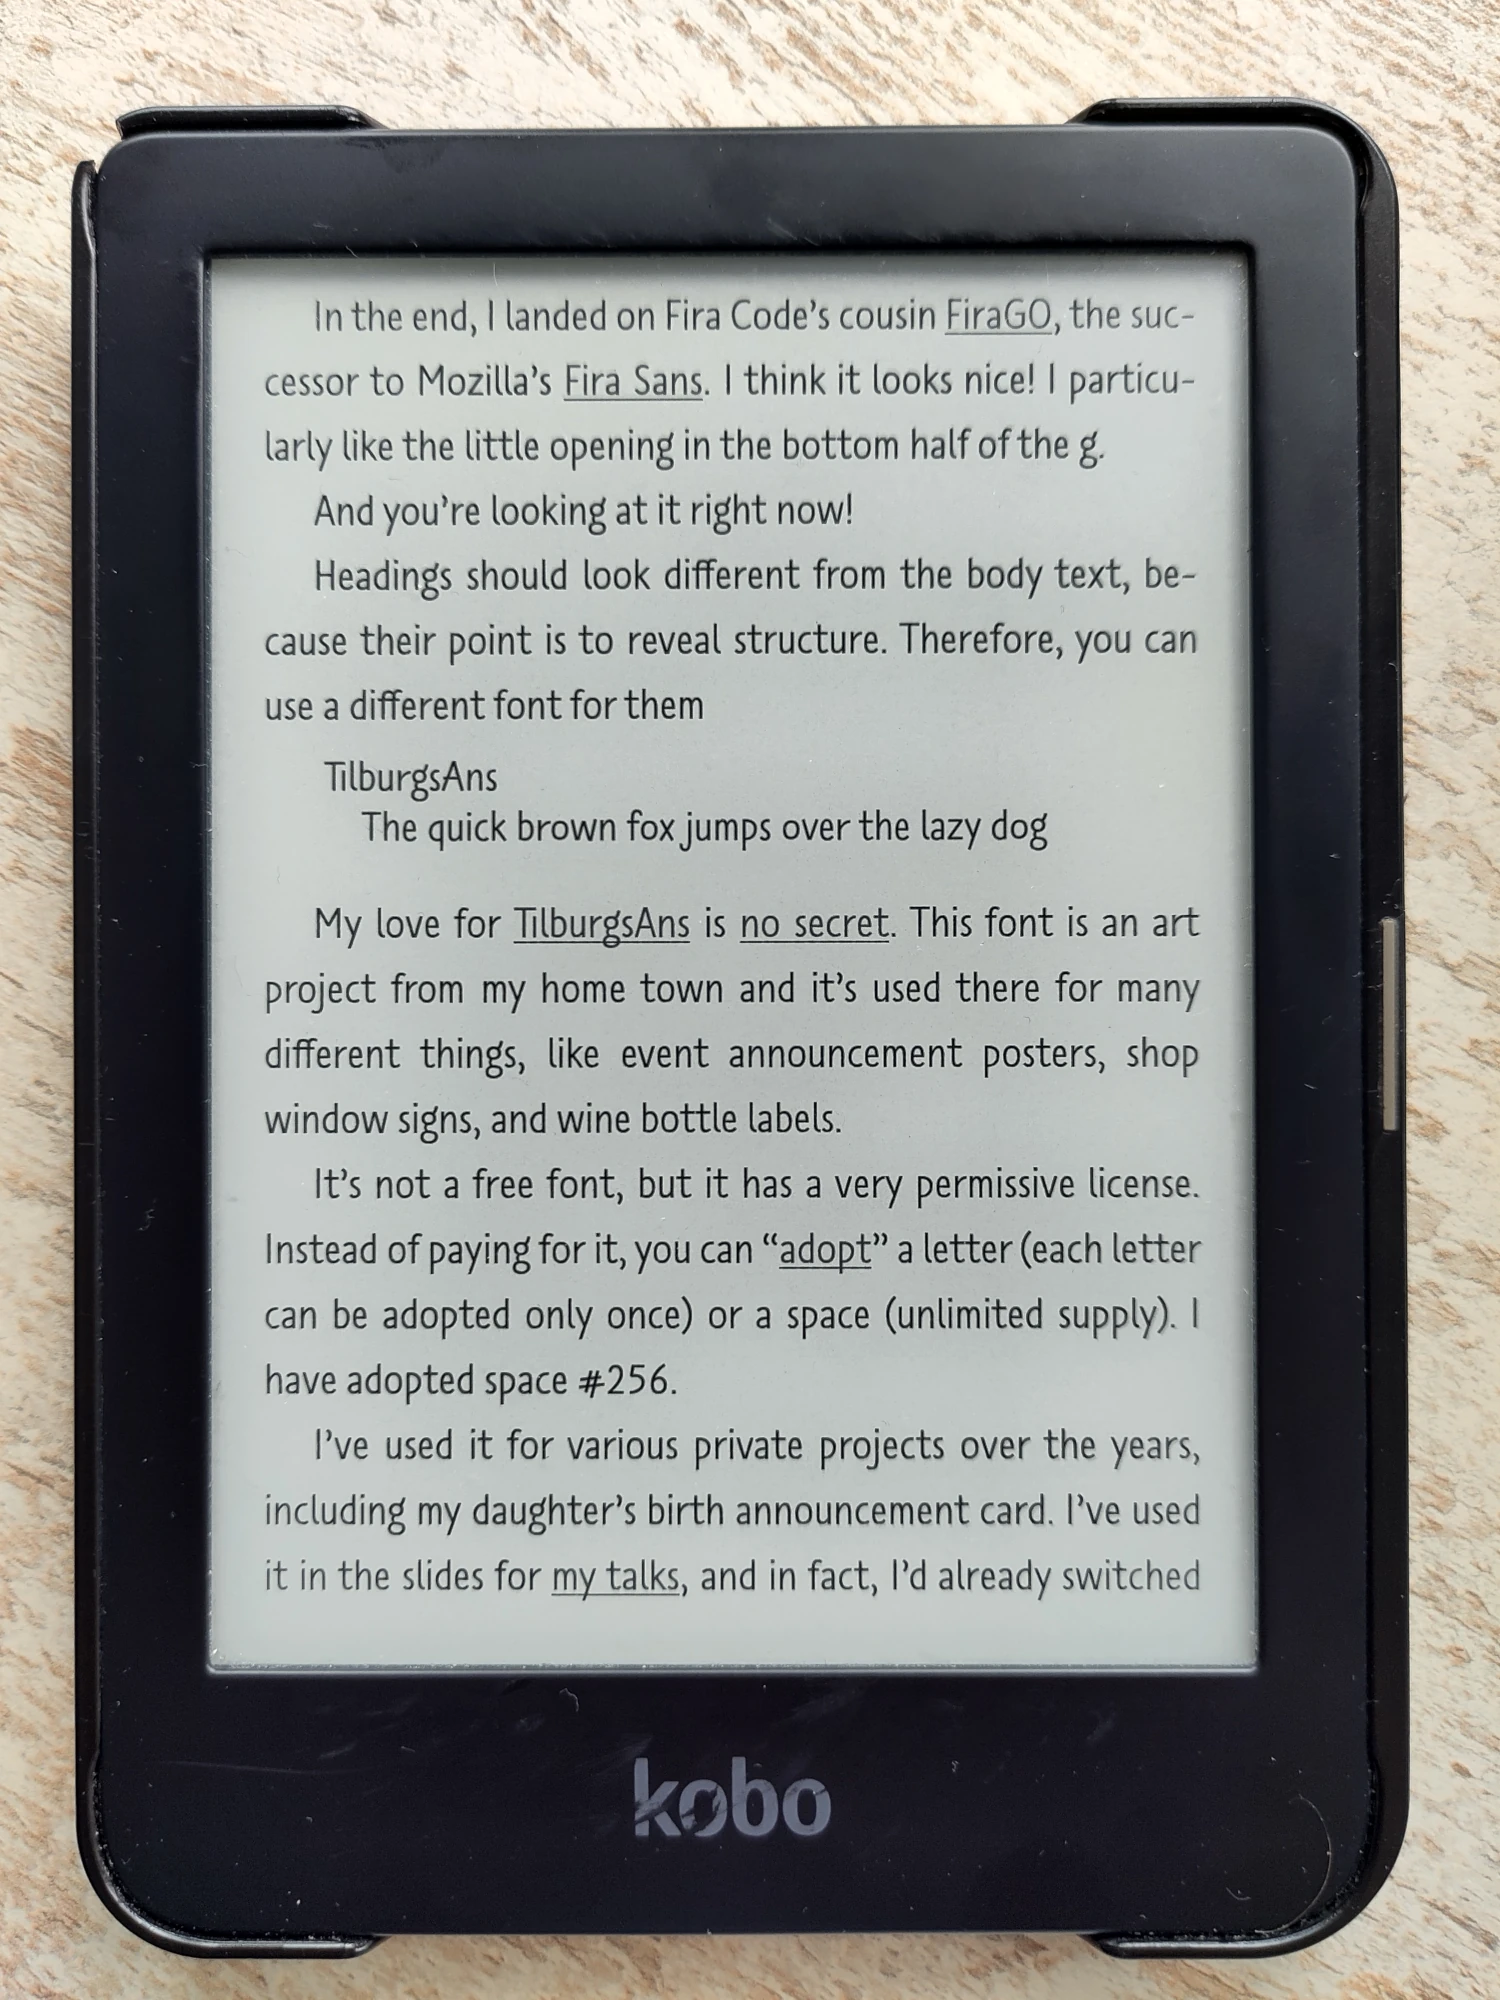 In the end, I landed on Fira Code’s cousin FiraGO, the suc-
cessor to Mozilla’s Fira Sans. I think it looks nice! I particu-
larly like the little opening in the bottom half of the g.
And you’re looking at it right now!
Headings should look different from the body text, be-
cause their point is to reveal structure. Therefore, you can
use a different font for them
TilburgsAns
The quick brown fox jumps over the lazy dog
My love for TilburgsAns is no secret. This font is an art
project from my home town and it’s used there for many
different things, like event announcement posters, shop
window signs, and wine bottle labels.
It’s not a free font, but it has a very permissive license.
Instead of paying for it, you can “adopt” a letter (each letter
can be adopted only once) or a space (unlimited supply). I
have adopted space #256.
I’ve used it for various private projects over the years,
including my daughter’s birth announcement card. I’ve used
it in the slides for my talks, and in fact, I’d already switched
kobo